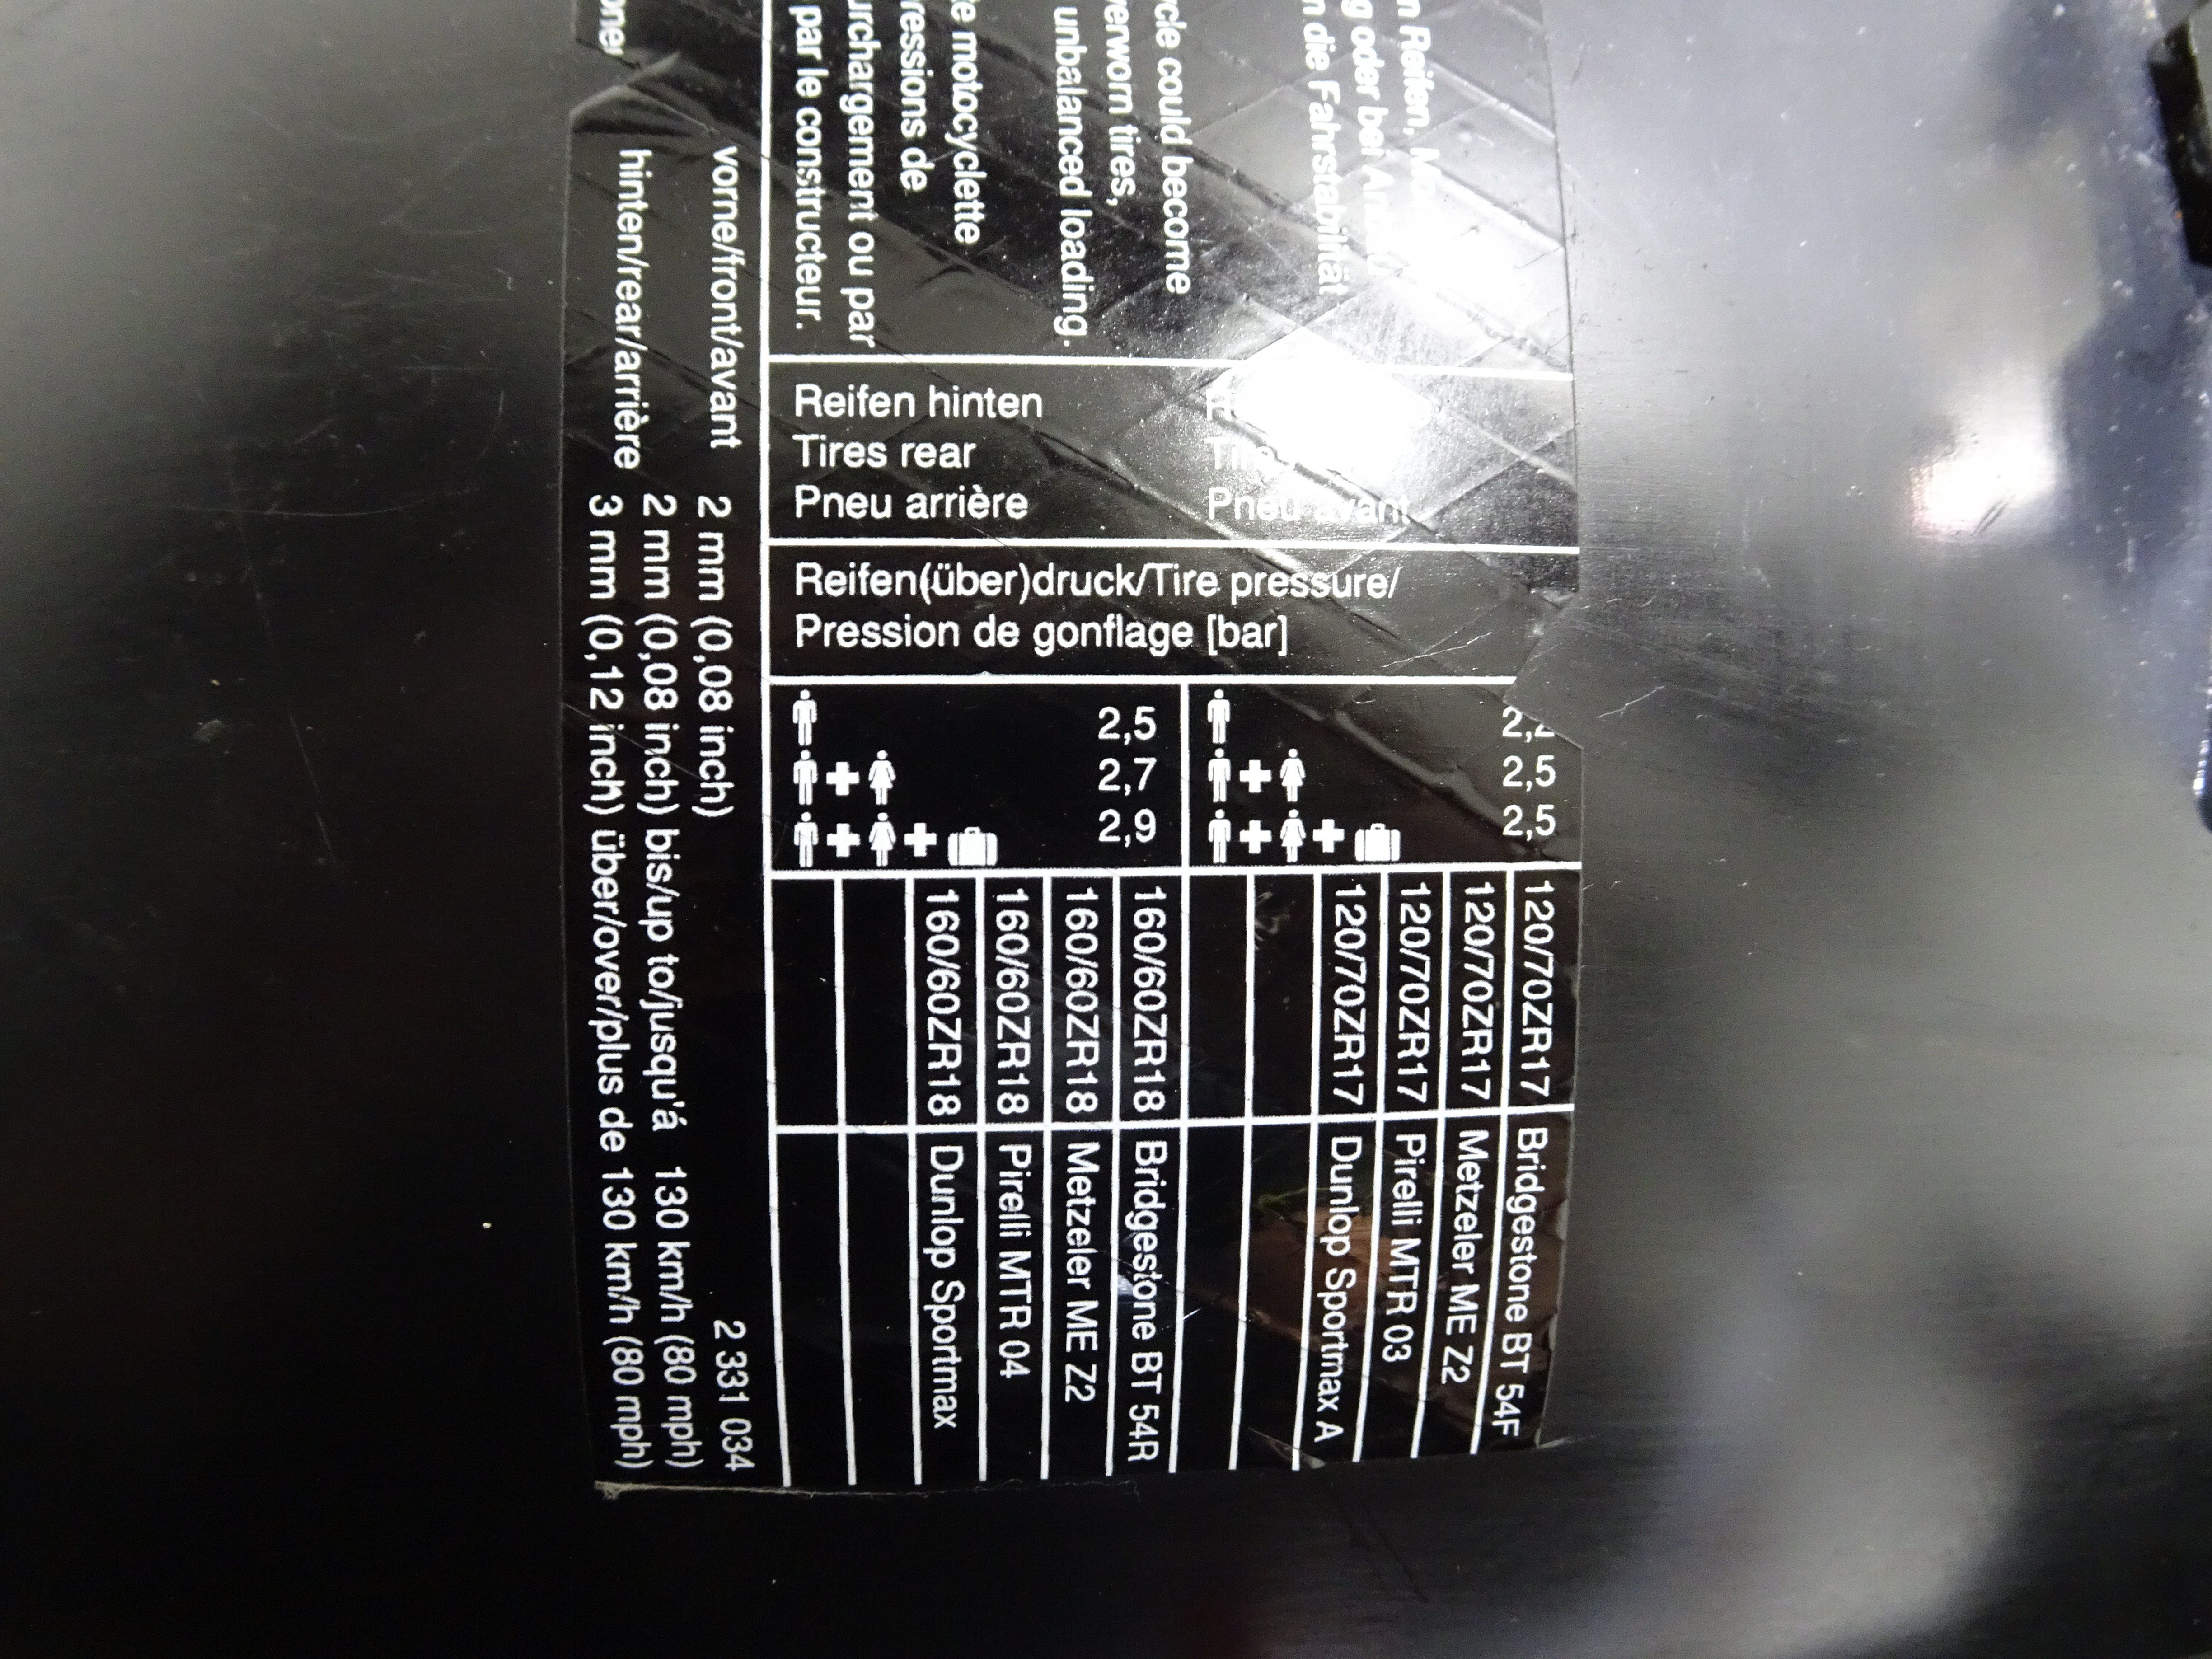 n Reifen, M
g oder bei An
n die Fahrstabilität
ycle could become
verworn tires,
unbalanced loading.
e motocyclette
ressions de
urchargement ou par
par le constructeur.
Reifen hinten
Tires rear
Pneu arrière
Pneu avant
Reifen(über)druck/Tire pressure/
Pression de gonflage [bar]
2,5
2,7
+ 2,9
2,5
2,5
120/70ZR17 Bridgestone BT 54F
120/70ZR17 Metzeler ME Z2
120/70ZR17 Pirelli MTR 03
120/70ZR17 Dunlop Sportmax A
160/60ZR18 Bridgestone BT 54R
160/60ZR18 Metzeler ME Z2
160/60ZR18 Pirelli MTR 04
160/60ZR18 Dunlop Sportmax
2 331 034
vorne/front/avant 2 mm (0,08 inch)
hinten/rear/arrière 2 mm (0,08 inch) bis/up to/jusqu'á 130 km/h (80 mph)
3 mm (0,12 inch) über/over/plus de 130 km/h (80 mph)